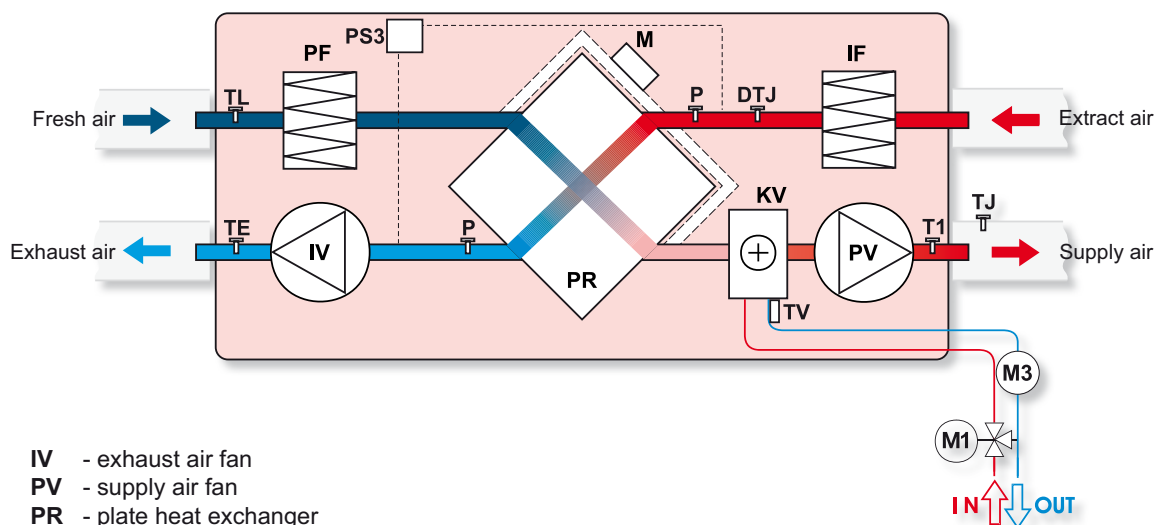 PS3
PF
M
IF
TL
P
DTJ
Fresh air
Extract air
KV
TJ
TE
P
T1
IV
PV
Exhaust air
Supply air
PR
TV
M3
M1
IN
OUT
IV - exhaust air fan
PV - supply air fan
PR - plate heat exchanger